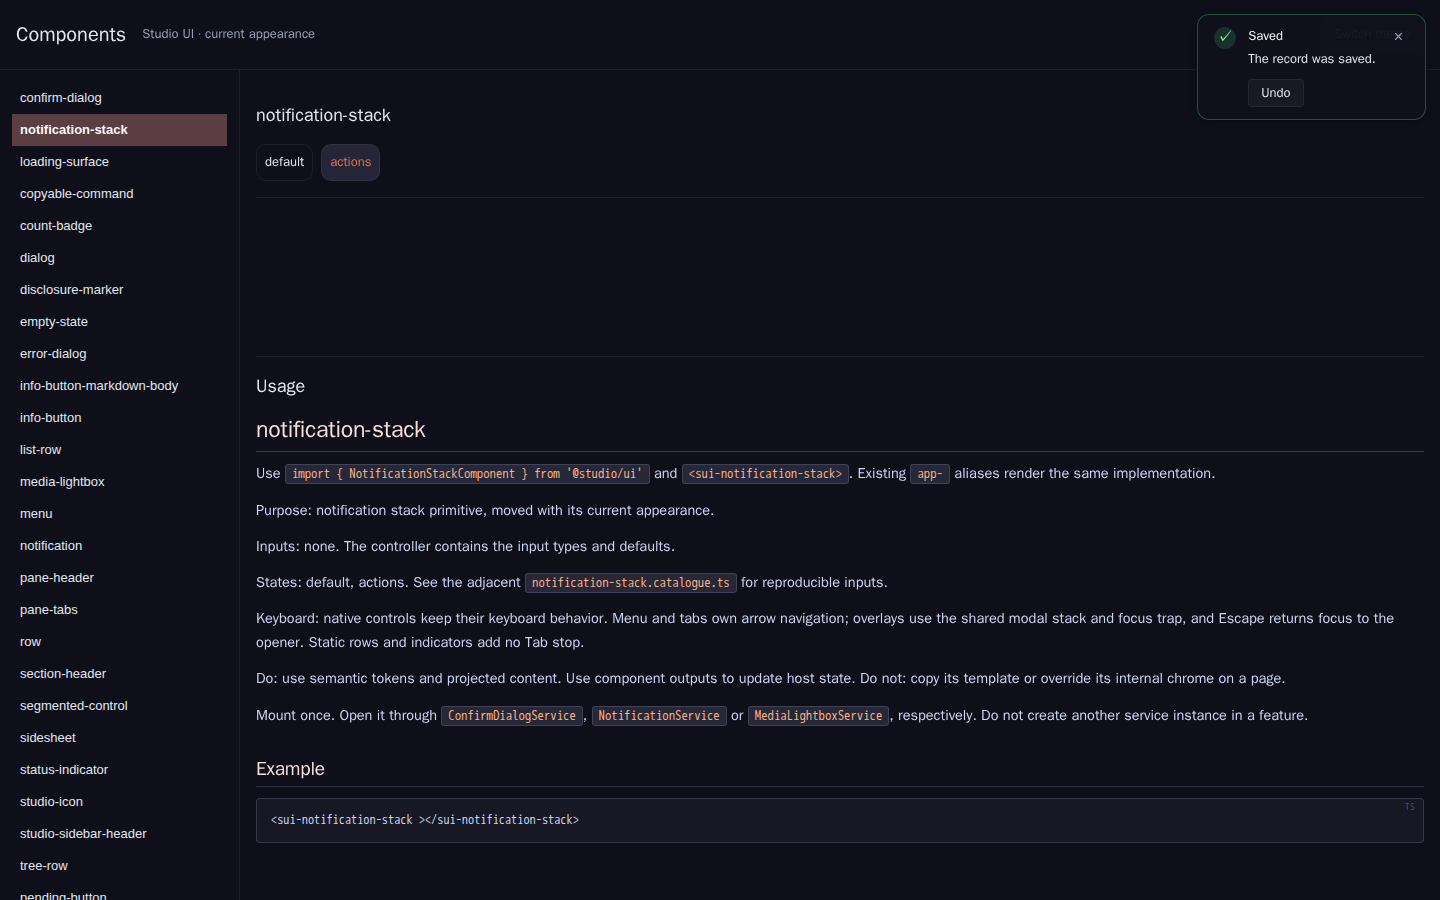 Components
Studio UI · current appearance
Saved
The record was saved.
Undo
confirm-dialog
notification-stack
loading-surface
copyable-command
count-badge
dialog
disclosure-marker
empty-state
error-dialog
info-button-markdown-body
info-button
list-row
media-lightbox
menu
notification
pane-header
pane-tabs
row
section-header
segmented-control
sidesheet
status-indicator
studio-icon
studio-sidebar-header
tree-row
pending-button
notification-stack
default
actions
Usage
notification-stack
Use import { NotificationStackComponent } from '@studio/ui' and <sui-notification-stack>. Existing app- aliases render the same implementation.
Purpose: notification stack primitive, moved with its current appearance.
Inputs: none. The controller contains the input types and defaults.
States: default, actions. See the adjacent notification-stack.catalogue.ts for reproducible inputs.
Keyboard: native controls keep their keyboard behavior. Menu and tabs own arrow navigation; overlays use the shared modal stack and focus trap, and Escape returns focus to the
opener. Static rows and indicators add no Tab stop.
Do: use semantic tokens and projected content. Use component outputs to update host state. Do not: copy its template or override its internal chrome on a page.
Mount once. Open it through ConfirmDialogService, NotificationService or MediaLightboxService, respectively. Do not create another service instance in a feature.
Example
TS
<sui-notification-stack ></sui-notification-stack>